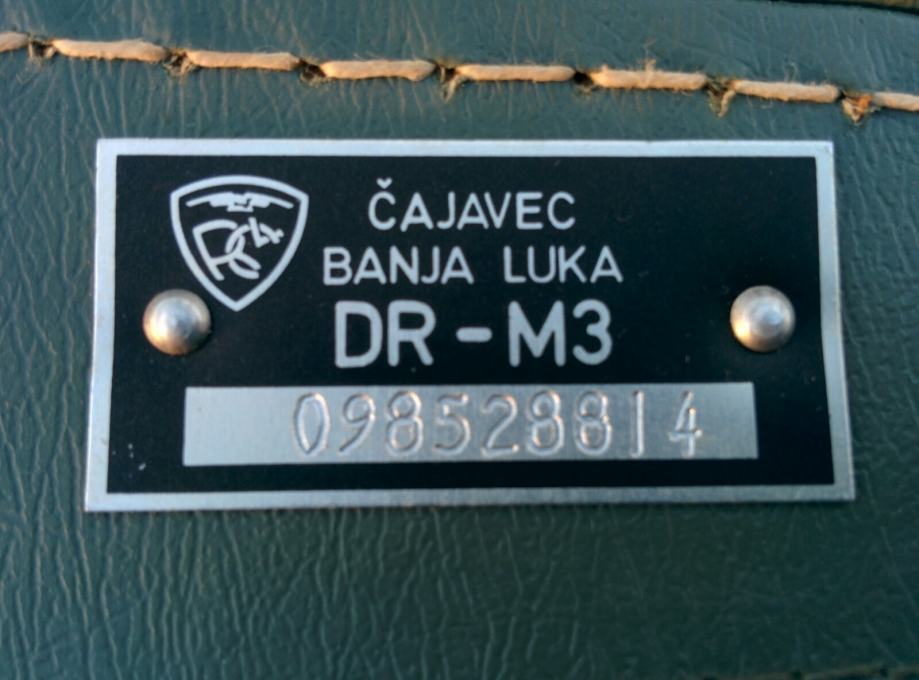 ČAJAVEC
BANJA LUKA
DR-M3
098528814